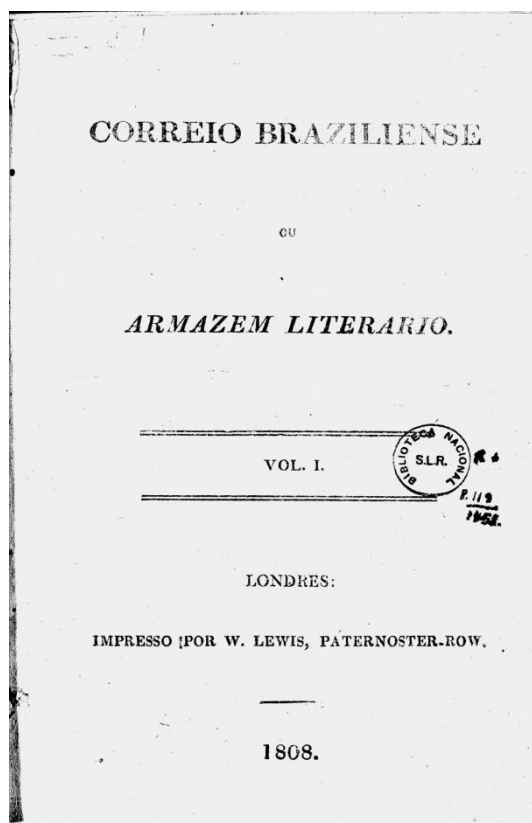 CORREIO BRAZILIENSE
OU
ARMAZEM LITERARIO.
VOL. I.
BIBLIOTECA NACIONAL
S.L.R.
LONDRES:
IMPRESSO POR W. LEWIS, PATERNOSTER-ROW.
1808.